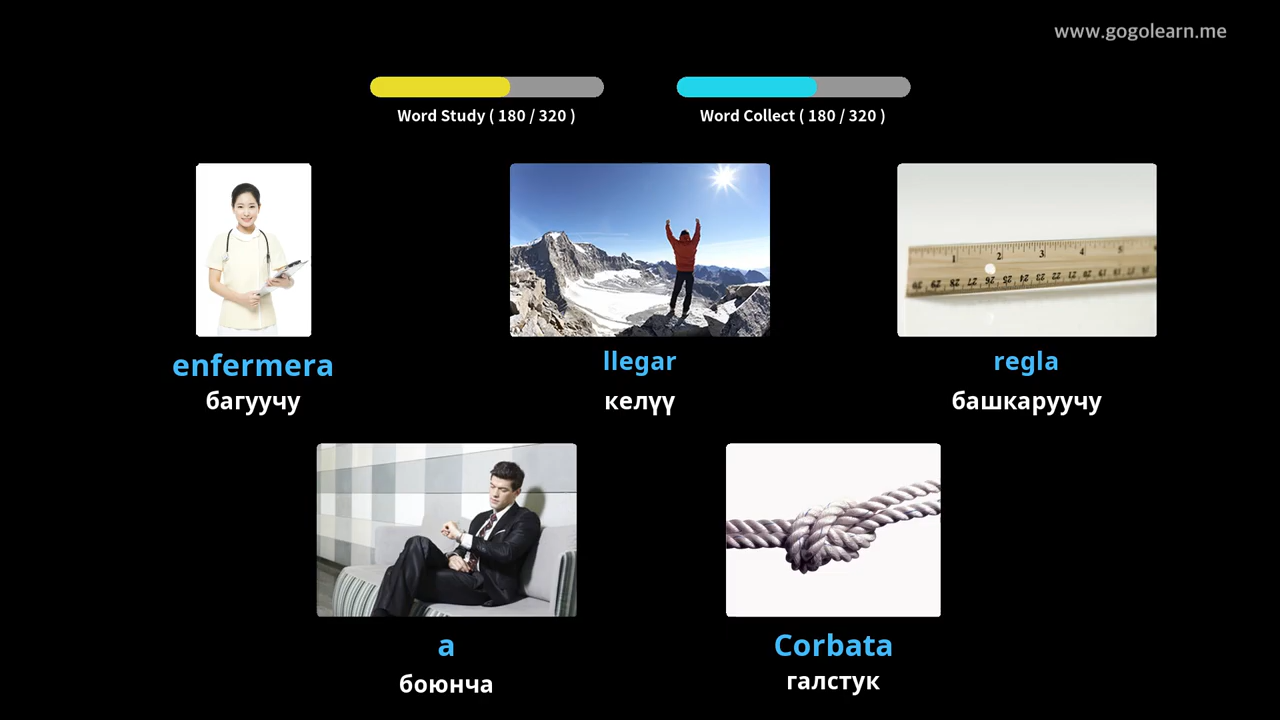 www.gogolearn.me
Word Study ( 180 / 320 )
Word Collect ( 180 / 320 )
enfermera
багуучу
llegar
келүү
regla
башкаруучу
a
боюнча
Corbata
галстук